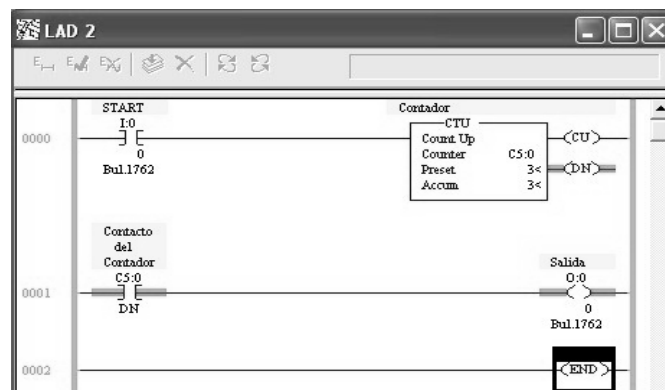 LAD 2
START
I:0
0000
0
Bul.1762
Contador
CTU
Count Up
Counter C5:0
Preset 3<
Accum 3<
CU
DN
Contacto
del
Contador
C5:0
0001
DN
Salida
O:0
0
Bul.1762
0002
END